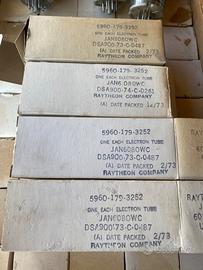 5960-179-3252
ONE EACH ELECTRON TUBE
JAN6080WC
DSA900-73-C-0487
(A) DATE PACKED 2/73
RAYTHEON COMPANY
5960-179-3252
ONE EACH ELECTRON TUBE
JAN6080WC
DSA900-74-C-0261
(A) DATE PACKED 12/73
RAYTHEON COMPANY
5960-179-3252
ONE EACH ELECTRON TUBE
JAN6080WC
DSA900-73-C-0487
(A) DATE PACKED 2/73
RAYTHEON COMPANY
5960-179-3252
ONE EACH ELECTRON TUBE
JAN6080WC
DSA900-73-C-0487
(A) DATE PACKED 2/73
RAYTHEON COMPANY